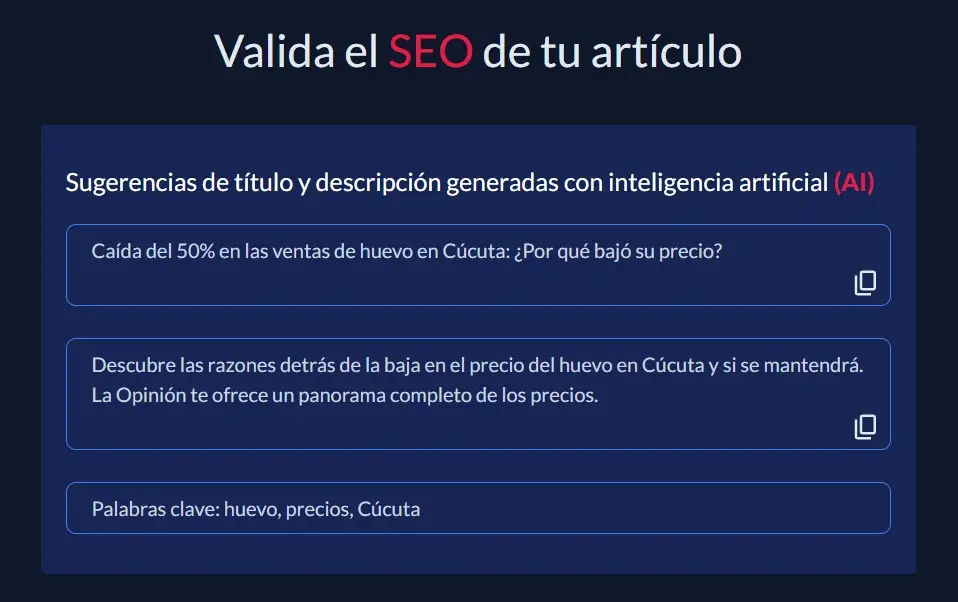 Valida el SEO de tu artículo
Sugerencias de título y descripción generadas con inteligencia artificial (AI)
Caída del 50% en las ventas de huevo en Cúcuta: ¿Por qué bajó su precio?
Descubre las razones detrás de la baja en el precio del huevo en Cúcuta y si se mantendrá.
La Opinión te ofrece un panorama completo de los precios.
Palabras clave: huevo, precios, Cúcuta